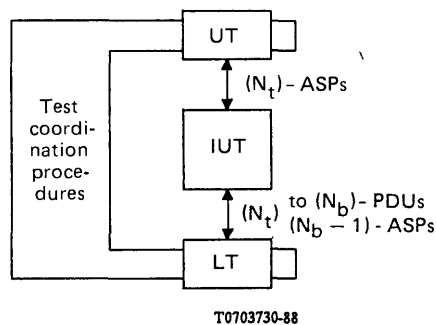 UT
(Nt) - ASPs
Test
coordi-
nation
proce-
dures
IUT
(Nt) to (Nb) - PDUs
(Nb − 1) - ASPs
LT
T0703730-88